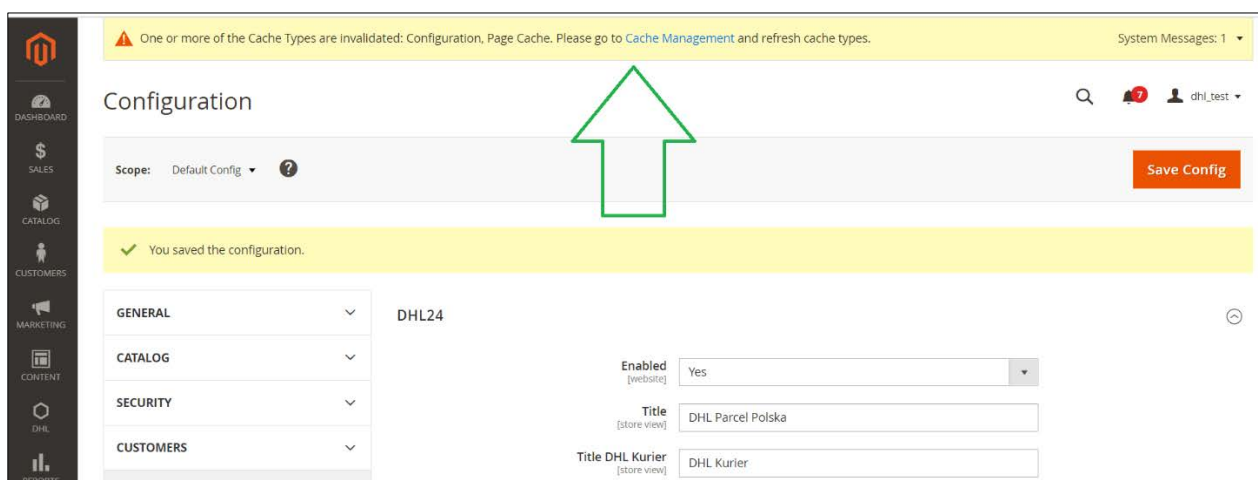 One or more of the Cache Types are invalidated: Configuration, Page Cache. Please go to Cache Management and refresh cache types.
System Messages: 1
Configuration
7
dhl_test
Scope:
Default Config
?
Save Config
You saved the configuration.
DASHBOARD
$
SALES
CATALOG
CUSTOMERS
MARKETING
CONTENT
DHL
REPORTS
GENERAL
CATALOG
SECURITY
CUSTOMERS
DHL24
Enabled
[website]
Yes
Title
[store view]
DHL Parcel Polska
Title DHL Kurier
[store view]
DHL Kurier